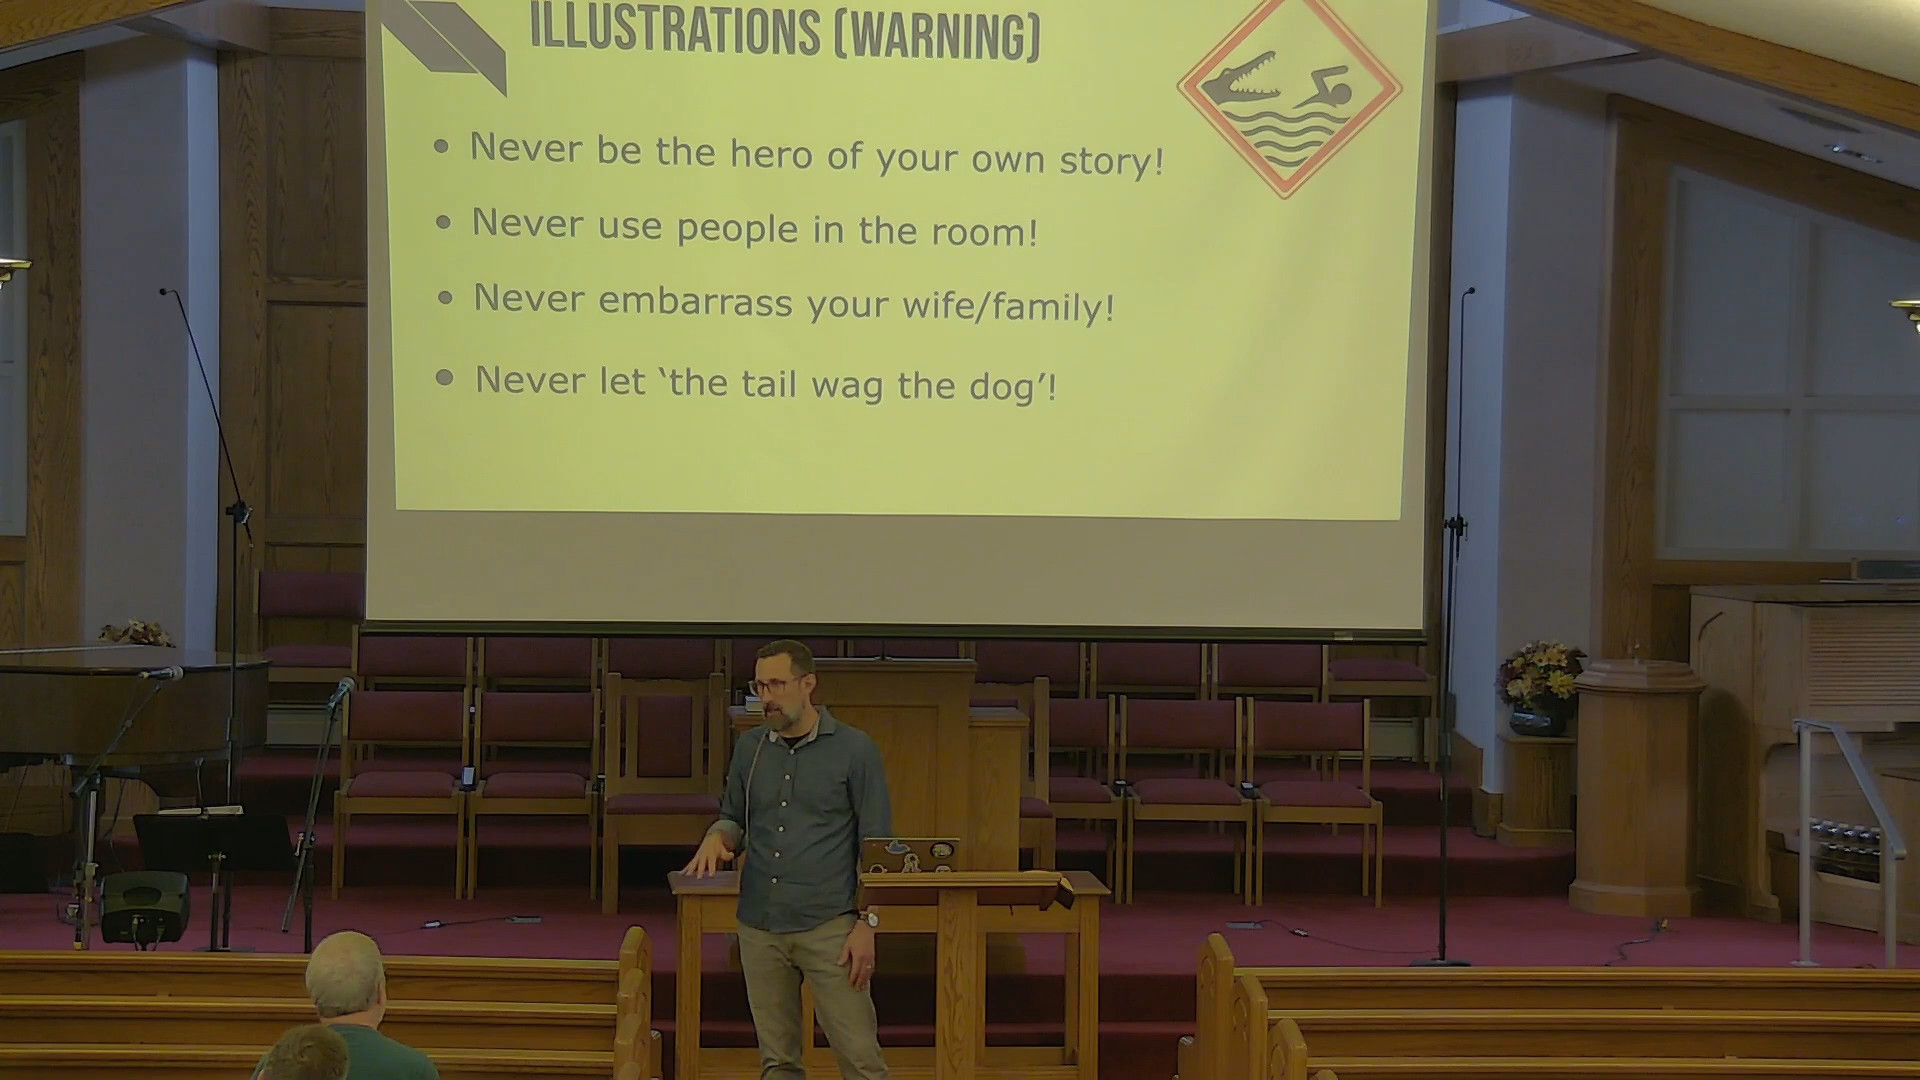 ILLUSTRATIONS (WARNING)
• Never be the hero of your own story!
• Never use people in the room!
• Never embarrass your wife/family!
• Never let ‘the tail wag the dog’!